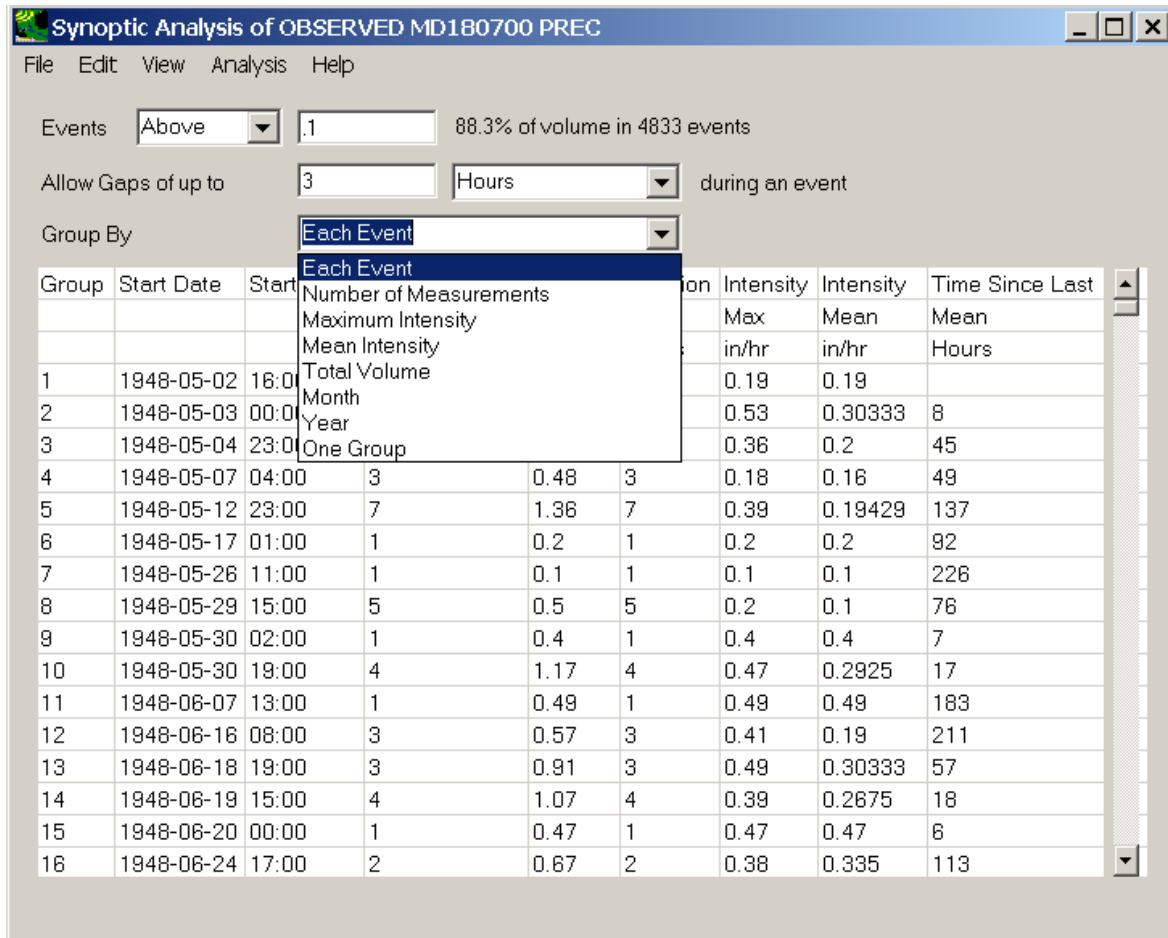 Synoptic Analysis of OBSERVED MD180700 PREC
File Edit View Analysis Help
Events Above .1 88.3% of volume in 4833 events
Allow Gaps of up to 3 Hours during an event
Group By Each Event
Each Event
Number of Measurements
Maximum Intensity
Mean Intensity
Total Volume
Month
Year
One Group
Group Start Date Start Intensity Intensity Time Since Last
Max Mean Mean
in/hr in/hr Hours
1 1948-05-02 16:00 0.19 0.19
2 1948-05-03 00:00 0.53 0.30333 8
3 1948-05-04 23:00 0.36 0.2 45
4 1948-05-07 04:00 3 0.48 3 0.18 0.16 49
5 1948-05-12 23:00 7 1.36 7 0.39 0.19429 137
6 1948-05-17 01:00 1 0.2 1 0.2 0.2 92
7 1948-05-26 11:00 1 0.1 1 0.1 0.1 226
8 1948-05-29 15:00 5 0.5 5 0.2 0.1 76
9 1948-05-30 02:00 1 0.4 1 0.4 0.4 7
10 1948-05-30 19:00 4 1.17 4 0.47 0.2925 17
11 1948-06-07 13:00 1 0.49 1 0.49 0.49 183
12 1948-06-16 08:00 3 0.57 3 0.41 0.19 211
13 1948-06-18 19:00 3 0.91 3 0.49 0.30333 57
14 1948-06-19 15:00 4 1.07 4 0.39 0.2675 18
15 1948-06-20 00:00 1 0.47 1 0.47 0.47 6
16 1948-06-24 17:00 2 0.67 2 0.38 0.335 113